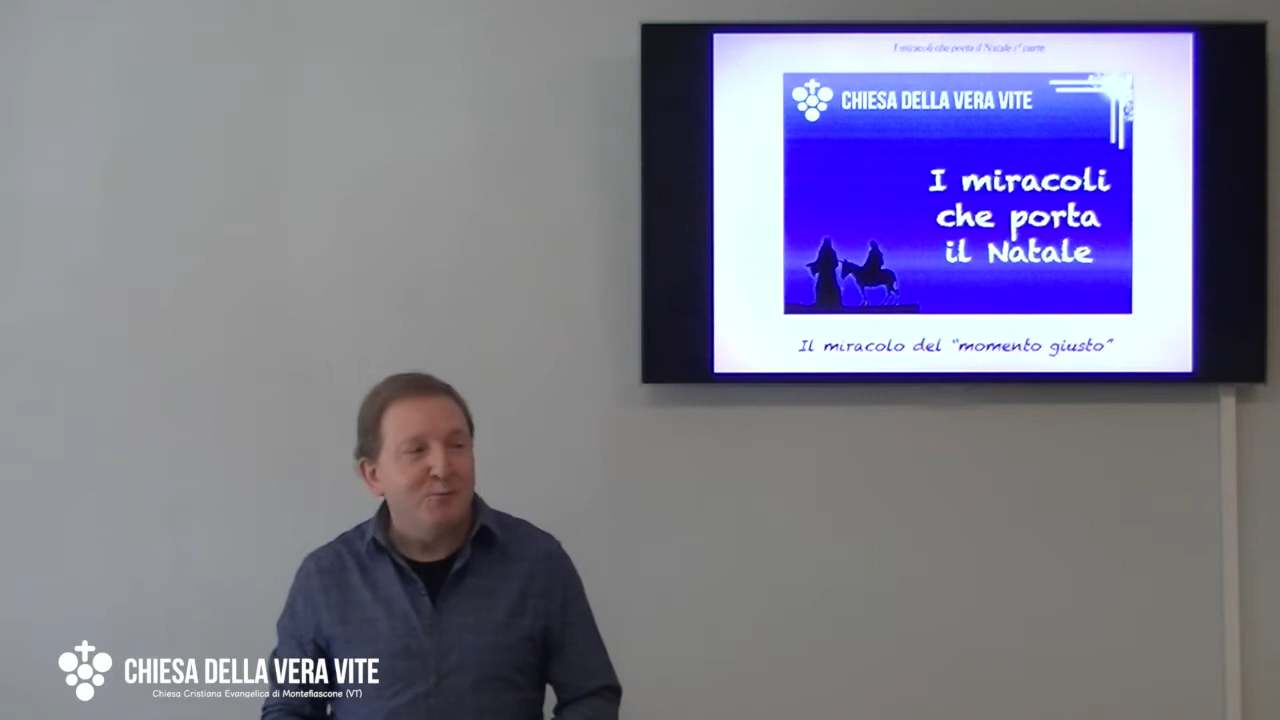 I miracoli che porta il Natale 1ª parte
CHIESA DELLA VERA VITE
I miracoli
che porta
il Natale
Il miracolo del "momento giusto"
CHIESA DELLA VERA VITE
Chiesa Cristiana Evangelica di Montefiascone (VT)